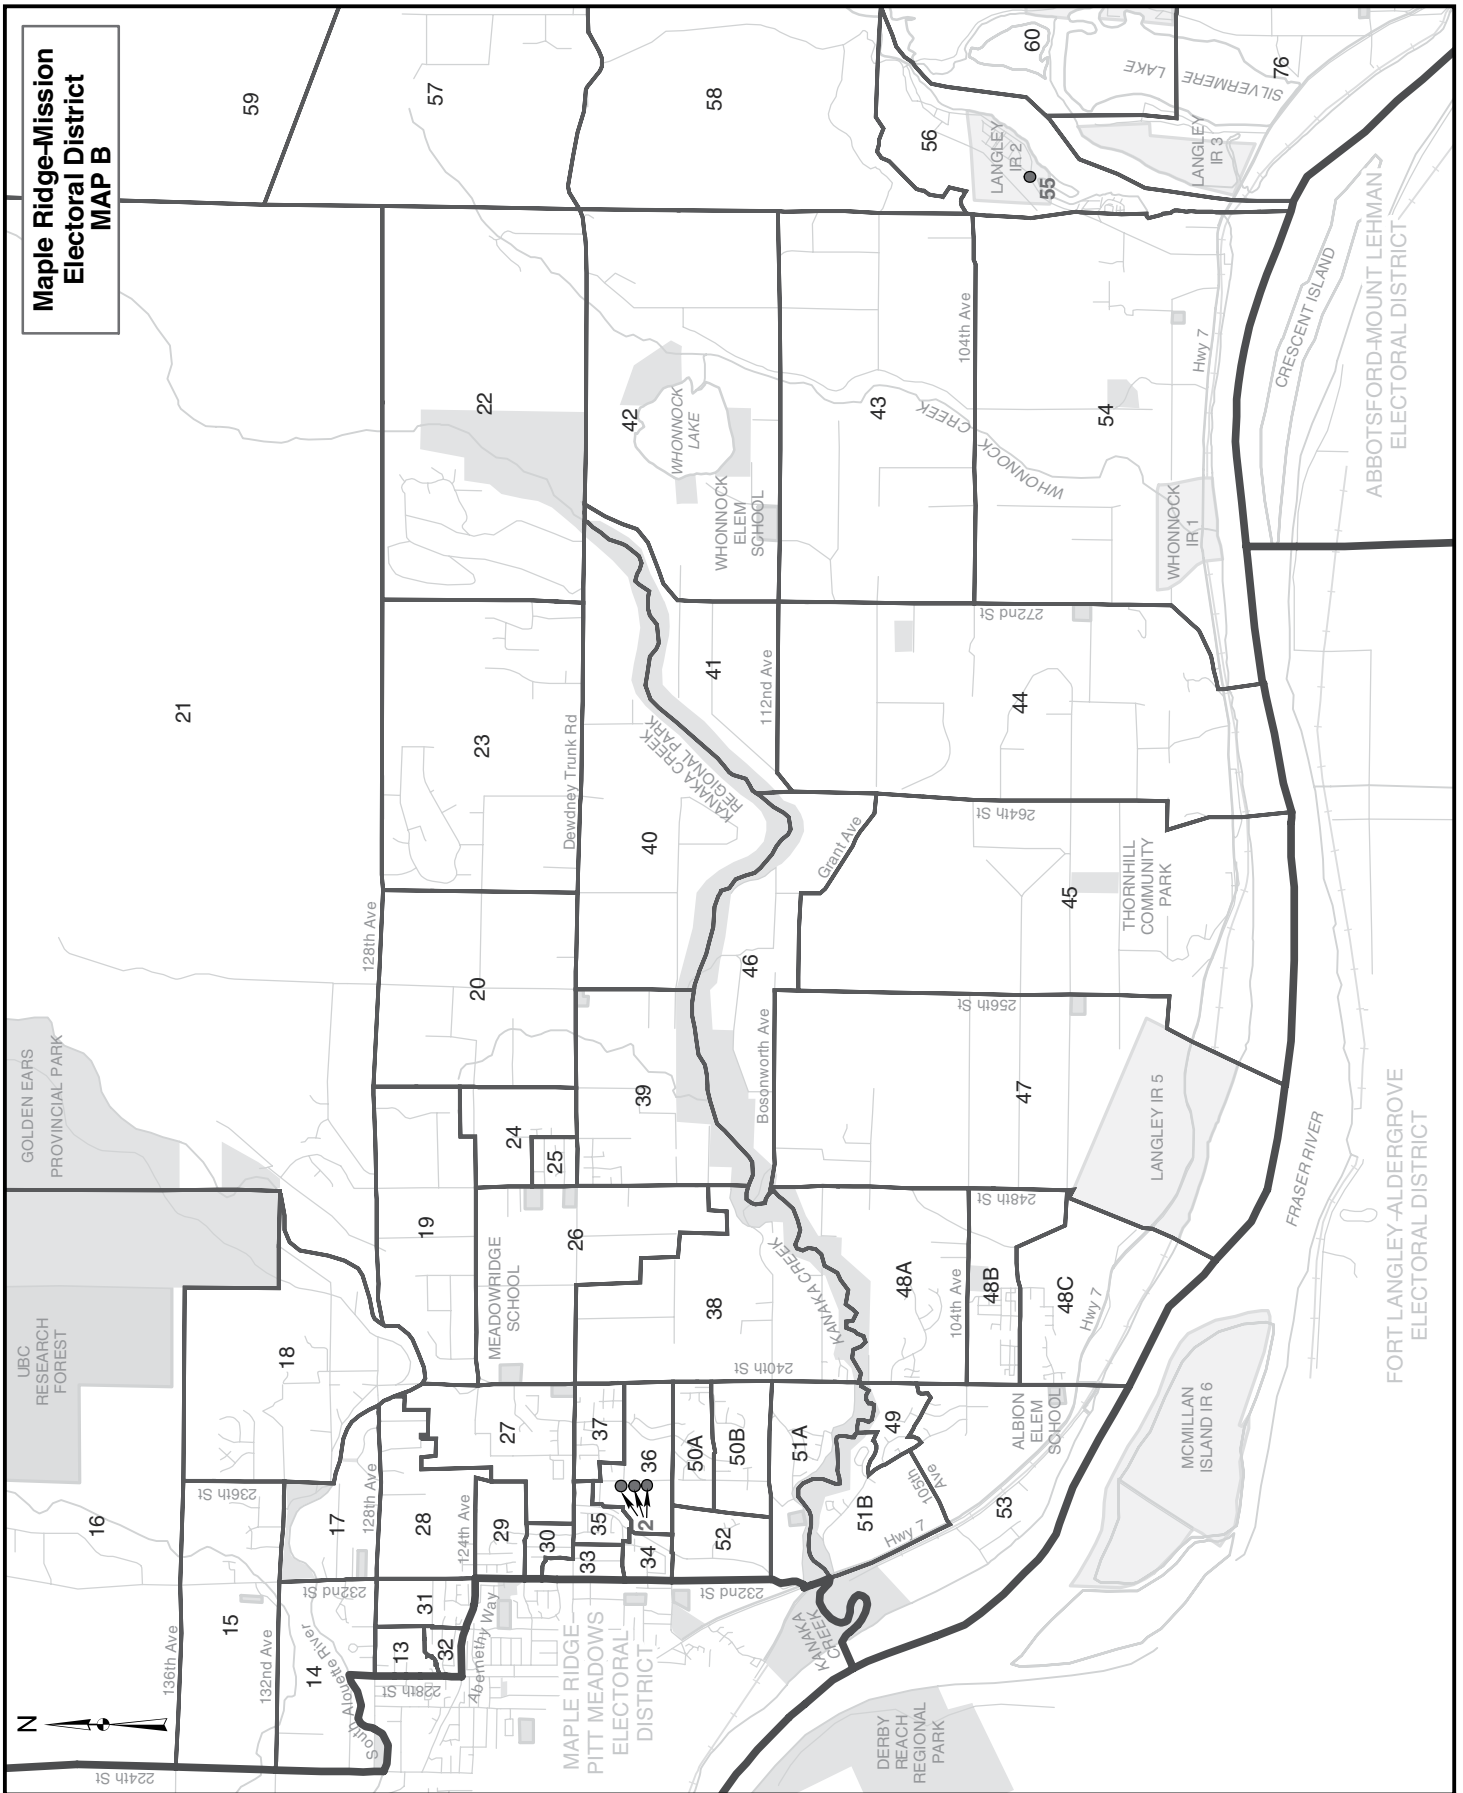 Maple Ridge-Mission
Electoral District
MAP B
N
59
57
58
60
76
SILVERMERE LAKE
56
LANGLEY
IR 2
55
LANGLEY
IR 3
21
22
42
WHONNOCK
LAKE
WHONNOCK
ELEM
SCHOOL
43
104th Ave
WHONNOCK CREEK
54
Hwy 7
WHONNOCK
IR 1
CRESCENT ISLAND
ABBOTSFORD-MOUNT LEHMAN
ELECTORAL DISTRICT
23
Dewdney Trunk Rd
41
112nd Ave
272nd St
44
KANAKA CREEK
REGIONAL PARK
40
264th St
Grant Ave
45
THORNHILL
COMMUNITY
PARK
128th Ave
20
46
256th St
Bosonworth Ave
39
47
LANGLEY IR 5
GOLDEN EARS
PROVINCIAL PARK
24
25
19
26
MEADOWRIDGE
SCHOOL
38
KANAKA CREEK
48A
248th St
104th Ave
48B
48C
Hwy 7
FRASER RIVER
FORT LANGLEY-ALDERGROVE
ELECTORAL DISTRICT
UBC
RESEARCH
FOREST
18
240th St
27
37
36
50A
50B
51A
49
ALBION
ELEM
SCHOOL
MCMILLAN
ISLAND IR 6
16
236th St
17
128th Ave
28
124th Ave
29
30
35
2
33
34
52
51B
105th
Ave
Hwy 7
53
15
232nd St
31
232nd St
136th Ave
132nd Ave
14
South Alouette River
13
32
228th St
Abernethy Way
MAPLE RIDGE-
PITT MEADOWS
ELECTORAL
DISTRICT
KANAKA
CREEK
224th St
DERBY
REACH
REGIONAL
PARK